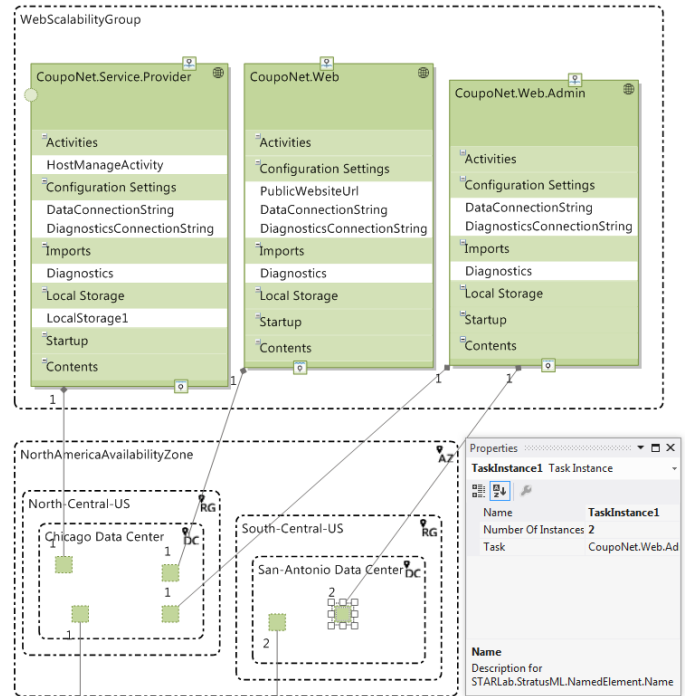 WebScalabilityGroup
CoupoNet.Service.Provider
Activities
HostManageActivity
Configuration Settings
DataConnectionString
DiagnosticsConnectionString
Imports
Diagnostics
Local Storage
LocalStorage1
Startup
Contents
CoupoNet.Web
Activities
Configuration Settings
PublicWebsiteUrl
DataConnectionString
DiagnosticsConnectionString
Imports
Diagnostics
Local Storage
Startup
Contents
CoupoNet.Web.Admin
Activities
Configuration Settings
DataConnectionString
DiagnosticsConnectionString
Imports
Diagnostics
Local Storage
Startup
Contents
1
1
1
1
NorthAmericaAvailabilityZone
AZ
North-Central-US
RG
Chicago Data Center
DC
1
1
1
1
South-Central-US
RG
San-Antonio Data Center
DC
2
2
Properties
TaskInstance1 Task Instance
Name TaskInstance1
Number Of Instances 2
Task CoupoNet.Web.Ad
Name
Description for
STARLab.StratusML.NamedElement.Name